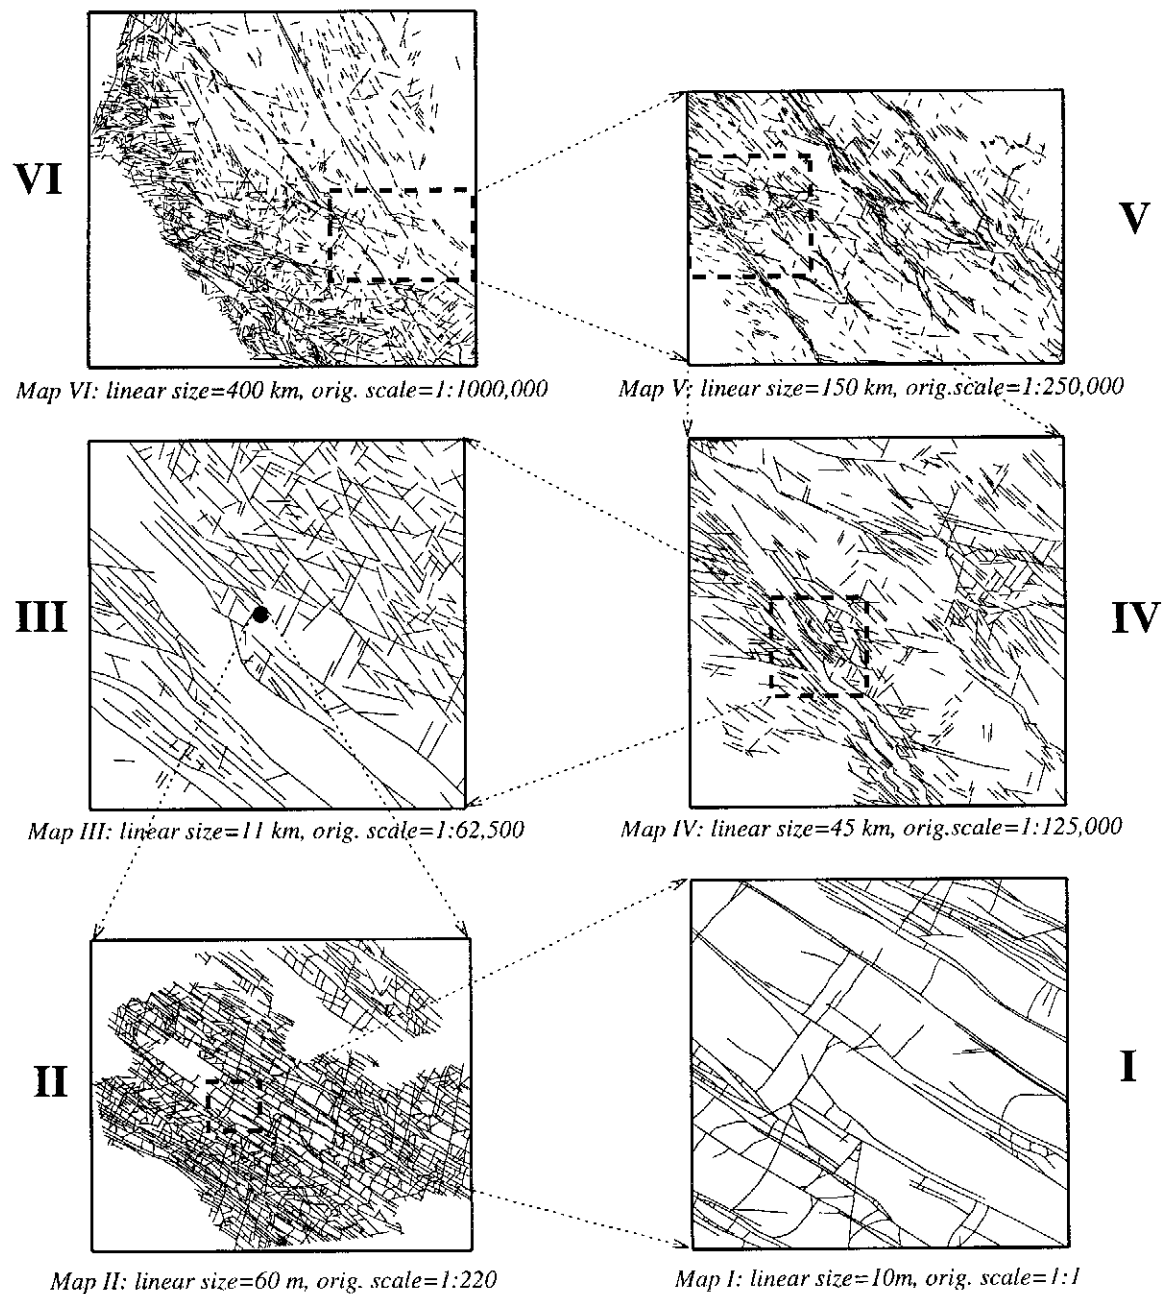 VI
V
Map VI: linear size=400 km, orig. scale=1:1000,000
Map V: linear size=150 km, orig.scale=1:250,000
III
IV
Map III: linear size=11 km, orig. scale=1:62,500
Map IV: linear size=45 km, orig.scale=1:125,000
II
I
Map II: linear size=60 m, orig. scale=1:220
Map I: linear size=10m, orig. scale=1:1